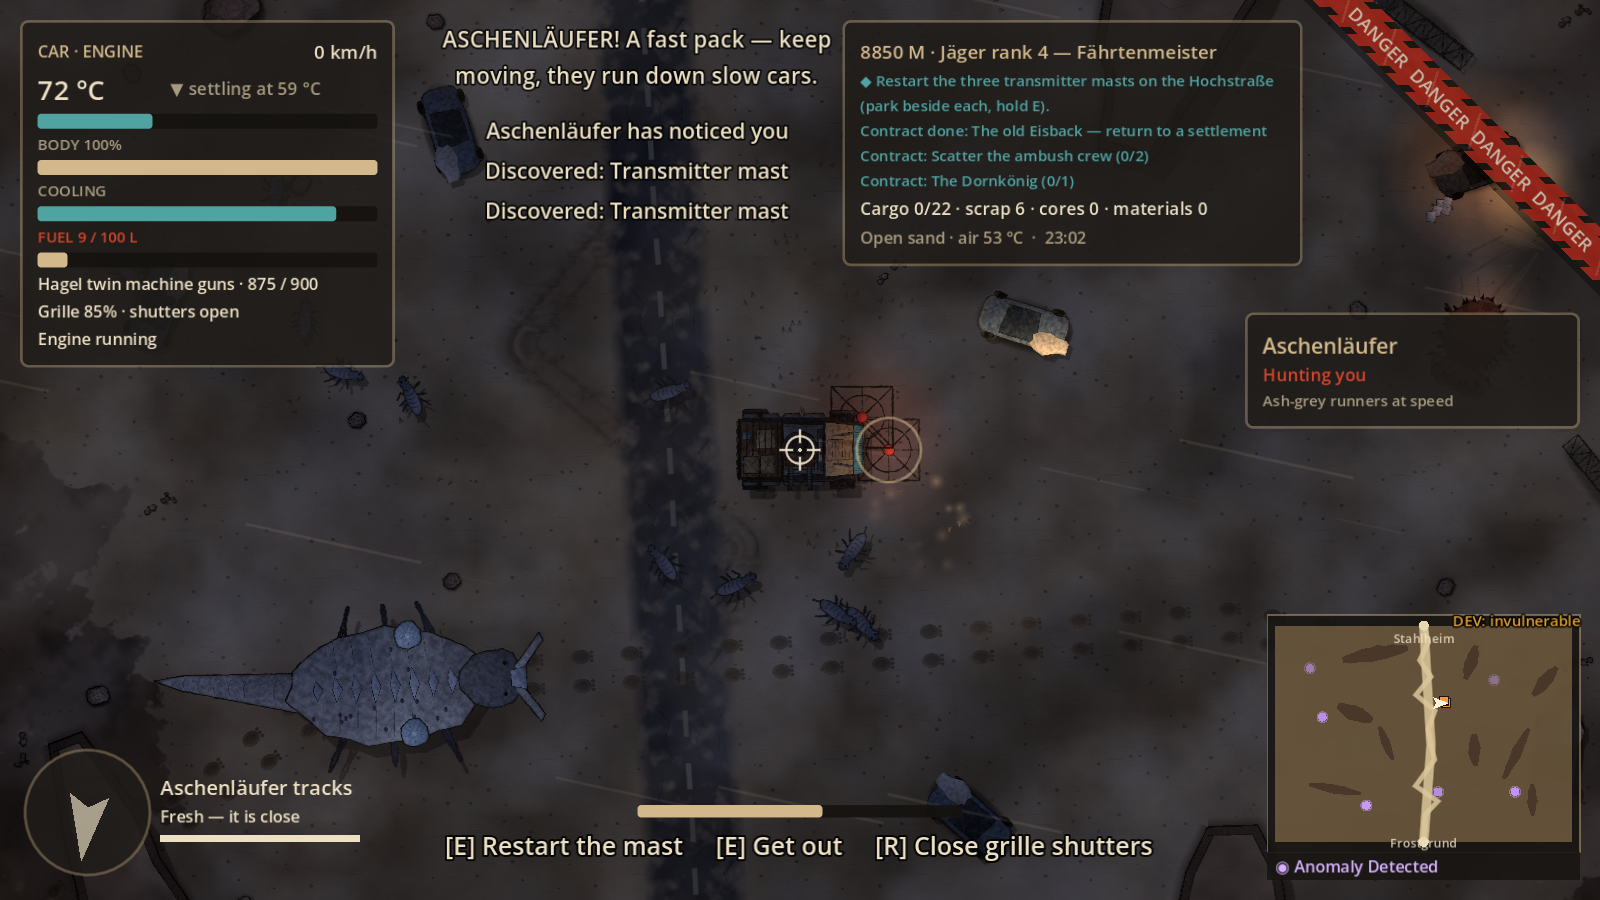 CAR · ENGINE
0 km/h
72 °C
▼ settling at 59 °C
BODY 100%
COOLING
FUEL 9 / 100 L
Hagel twin machine guns · 875 / 900
Grille 85% · shutters open
Engine running
ASCHENLÄUFER! A fast pack — keep
moving, they run down slow cars.
Aschenläufer has noticed you
Discovered: Transmitter mast
Discovered: Transmitter mast
8850 M · Jäger rank 4 — Fährtenmeister
◆ Restart the three transmitter masts on the Hochstraße
(park beside each, hold E).
Contract done: The old Eisback — return to a settlement
Contract: Scatter the ambush crew (0/2)
Contract: The Dornkönig (0/1)
Cargo 0/22 · scrap 6 · cores 0 · materials 0
Open sand · air 53 °C · 23:02
DANGER DANGER DANGER DANGER
Aschenläufer
Hunting you
Ash-grey runners at speed
DEV: invulnerable
Stahlheim
Frostgrund
◉ Anomaly Detected
Aschenläufer tracks
Fresh — it is close
[E] Restart the mast [E] Get out [R] Close grille shutters